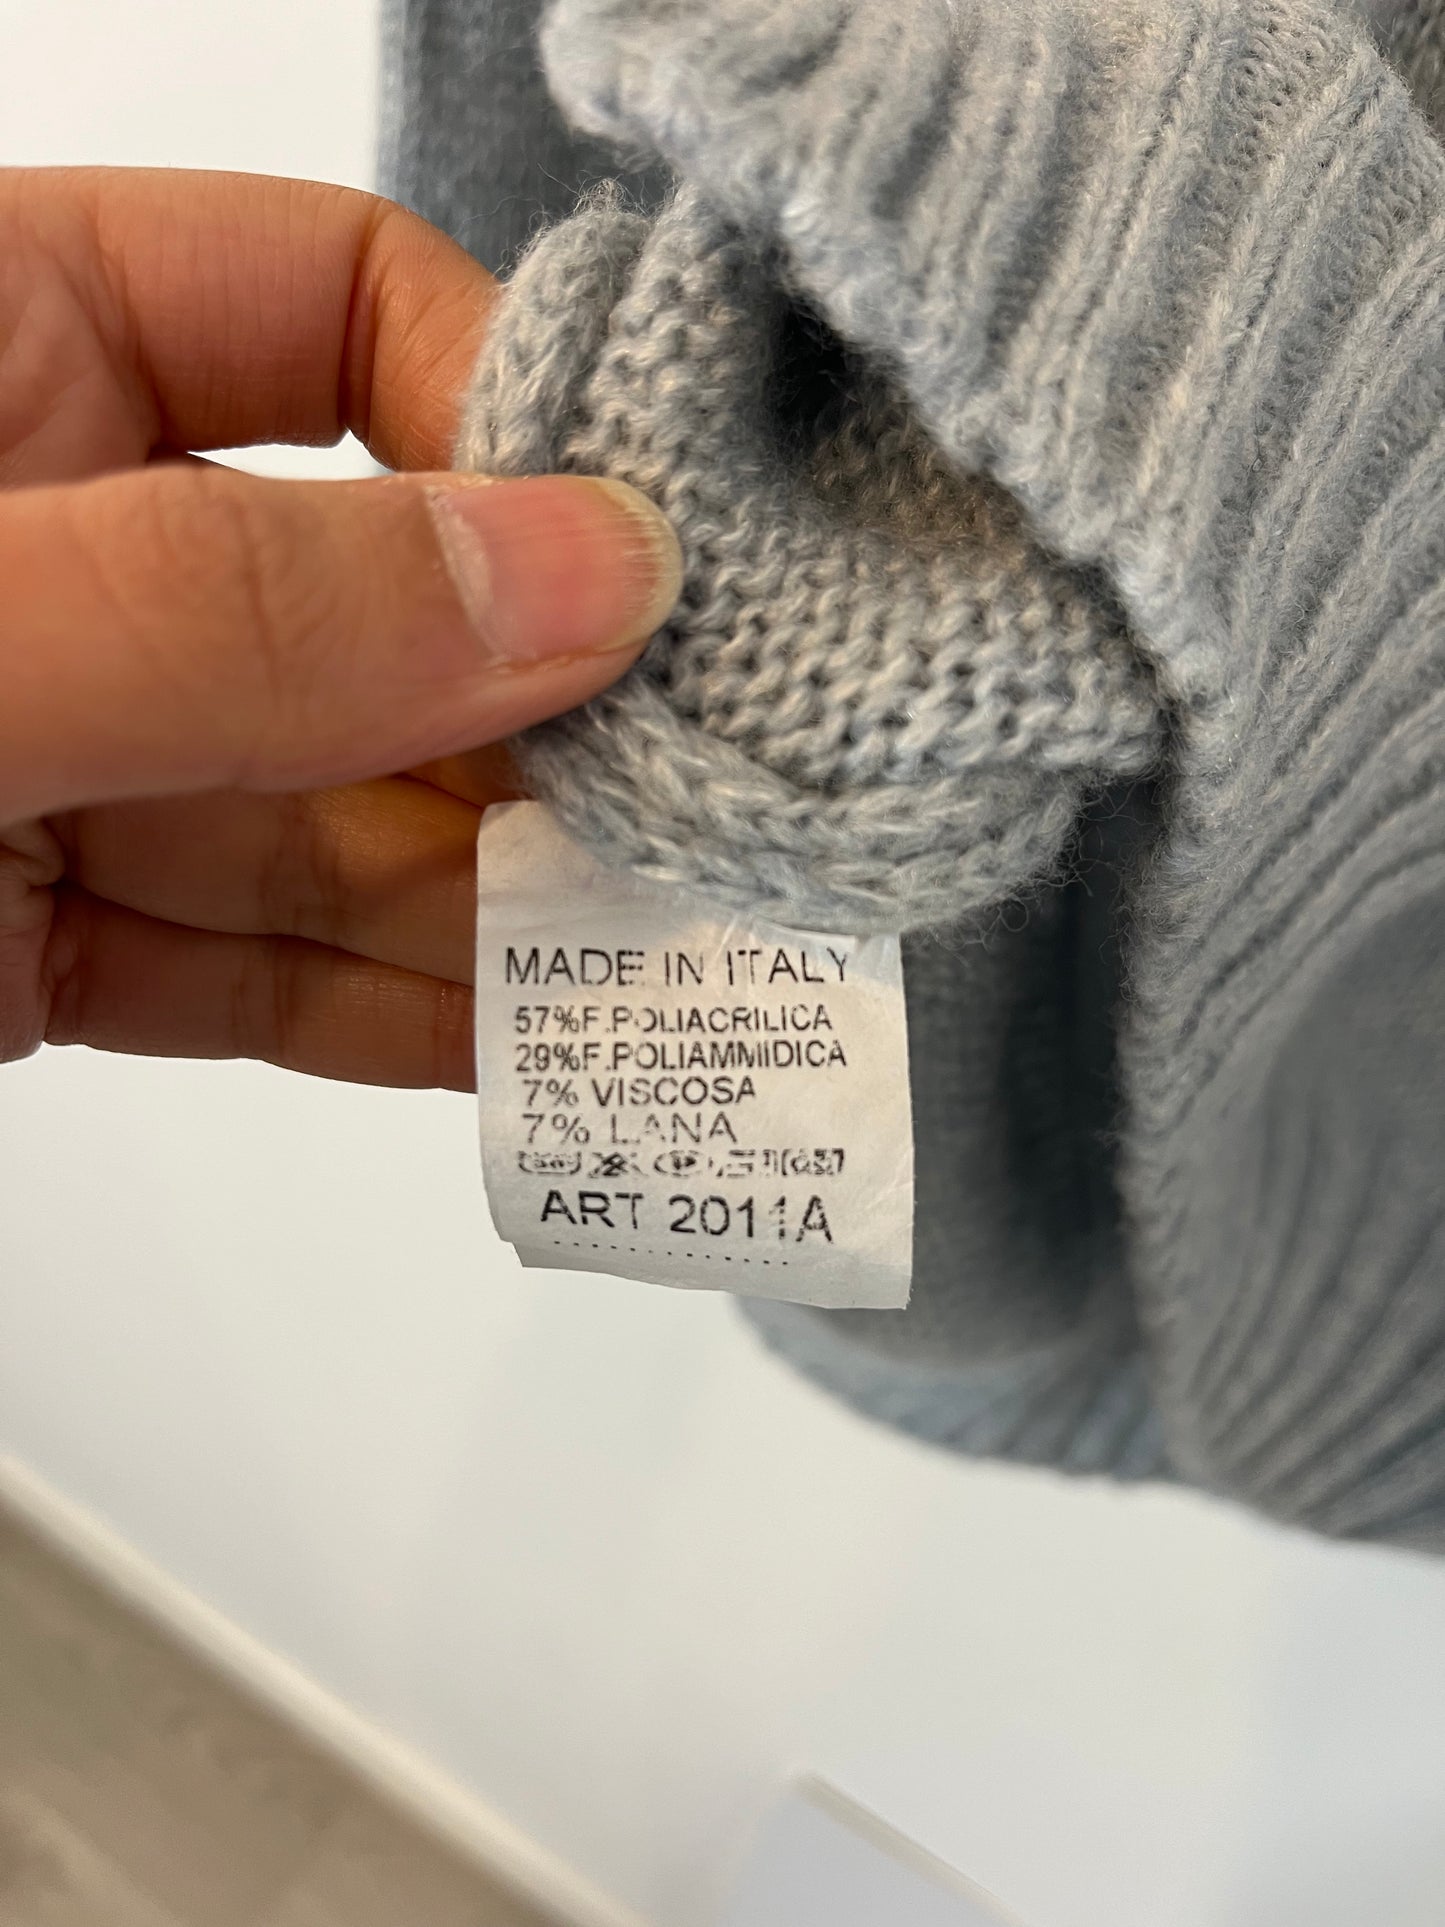 MADE IN ITALY
57%F.POLIACRILICA
29%F.POLIAMMIDICA
7% VISCOSA
7% LANA
ART 2011A